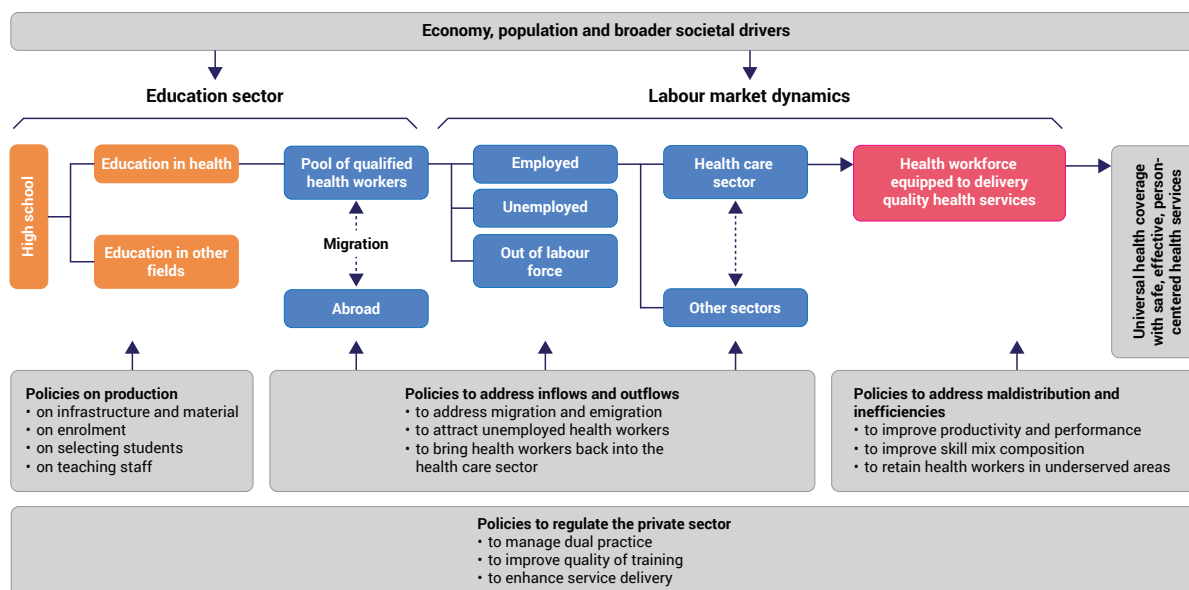 Economy, population and broader societal drivers
Education sector
Labour market dynamics
High school
Education in health
Education in other
fields
Pool of qualified
health workers
Migration
Abroad
Employed
Unemployed
Out of labour
force
Health care
sector
Other sectors
Health workforce
equipped to delivery
quality health services
Universal health coverage
with safe, effective, person-
centered health services
Policies on production
• on infrastructure and material
• on enrolment
• on selecting students
• on teaching staff
Policies to address inflows and outflows
• to address migration and emigration
• to attract unemployed health workers
• to bring health workers back into the
health care sector
Policies to address maldistribution and
inefficiencies
• to improve productivity and performance
• to improve skill mix composition
• to retain health workers in underserved areas
Policies to regulate the private sector
• to manage dual practice
• to improve quality of training
• to enhance service delivery